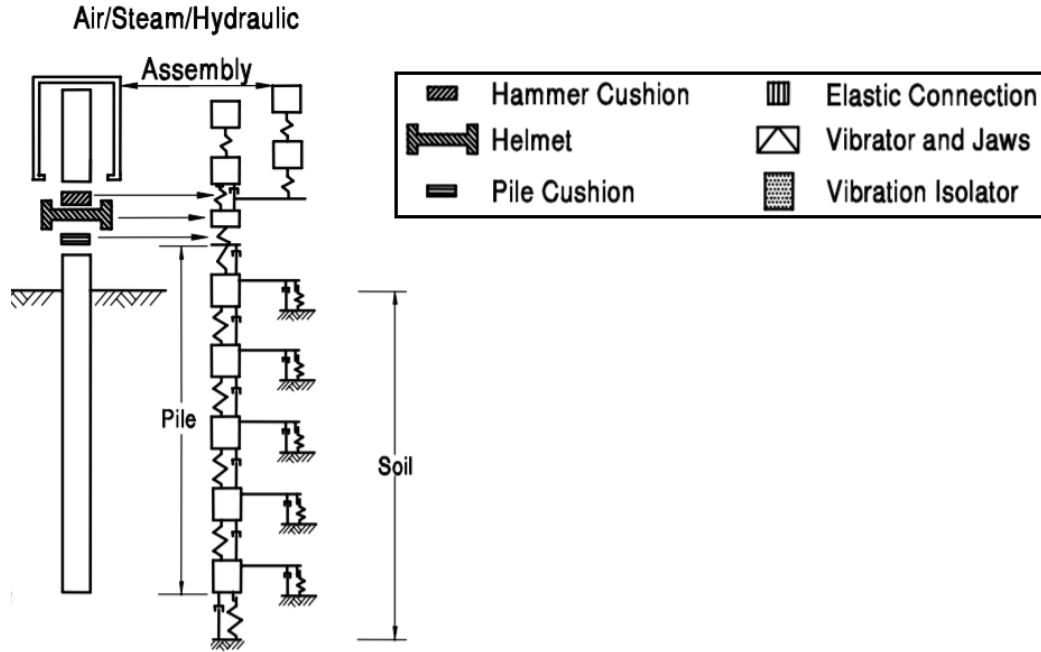 Air/Steam/Hydraulic
Assembly
Hammer Cushion
Elastic Connection
Helmet
Vibrator and Jaws
Pile Cushion
Vibration Isolator
Pile
Soil